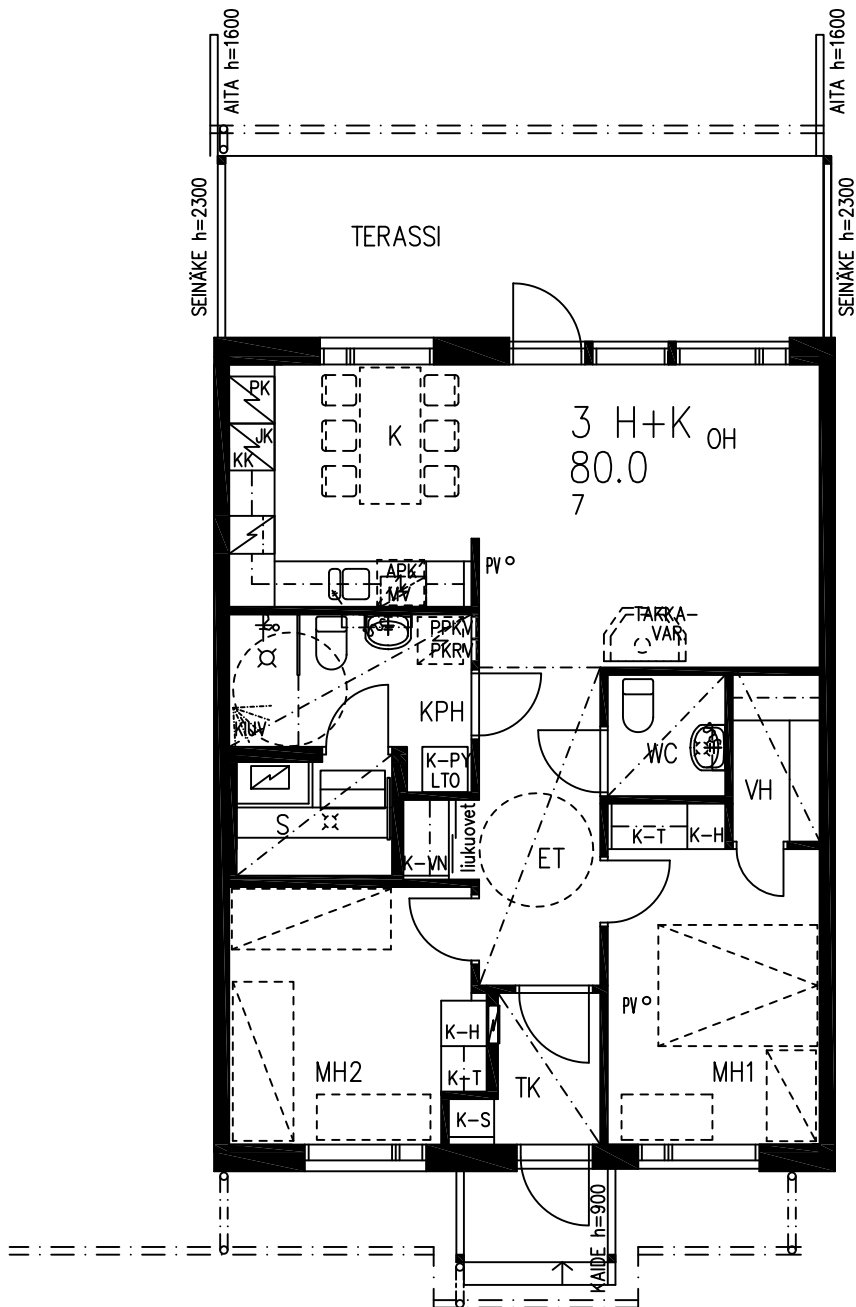 AITA h=1600
AITA h=1600
SEINÄKE h=2300
SEINÄKE h=2300
TERASSI
PK
JK
KK
K
3 H+K
OH
80.0
7
APK
MV
PV
TAKKA-
VAR.
PPKV
PKRV
KPH
KIUV
K-PY
LTO
WC
VH
S
K-VN
liukuovet
ET
K-T
K-H
PV
K-H
K-T
MH2
TK
MH1
K-S
KAIDE h=900